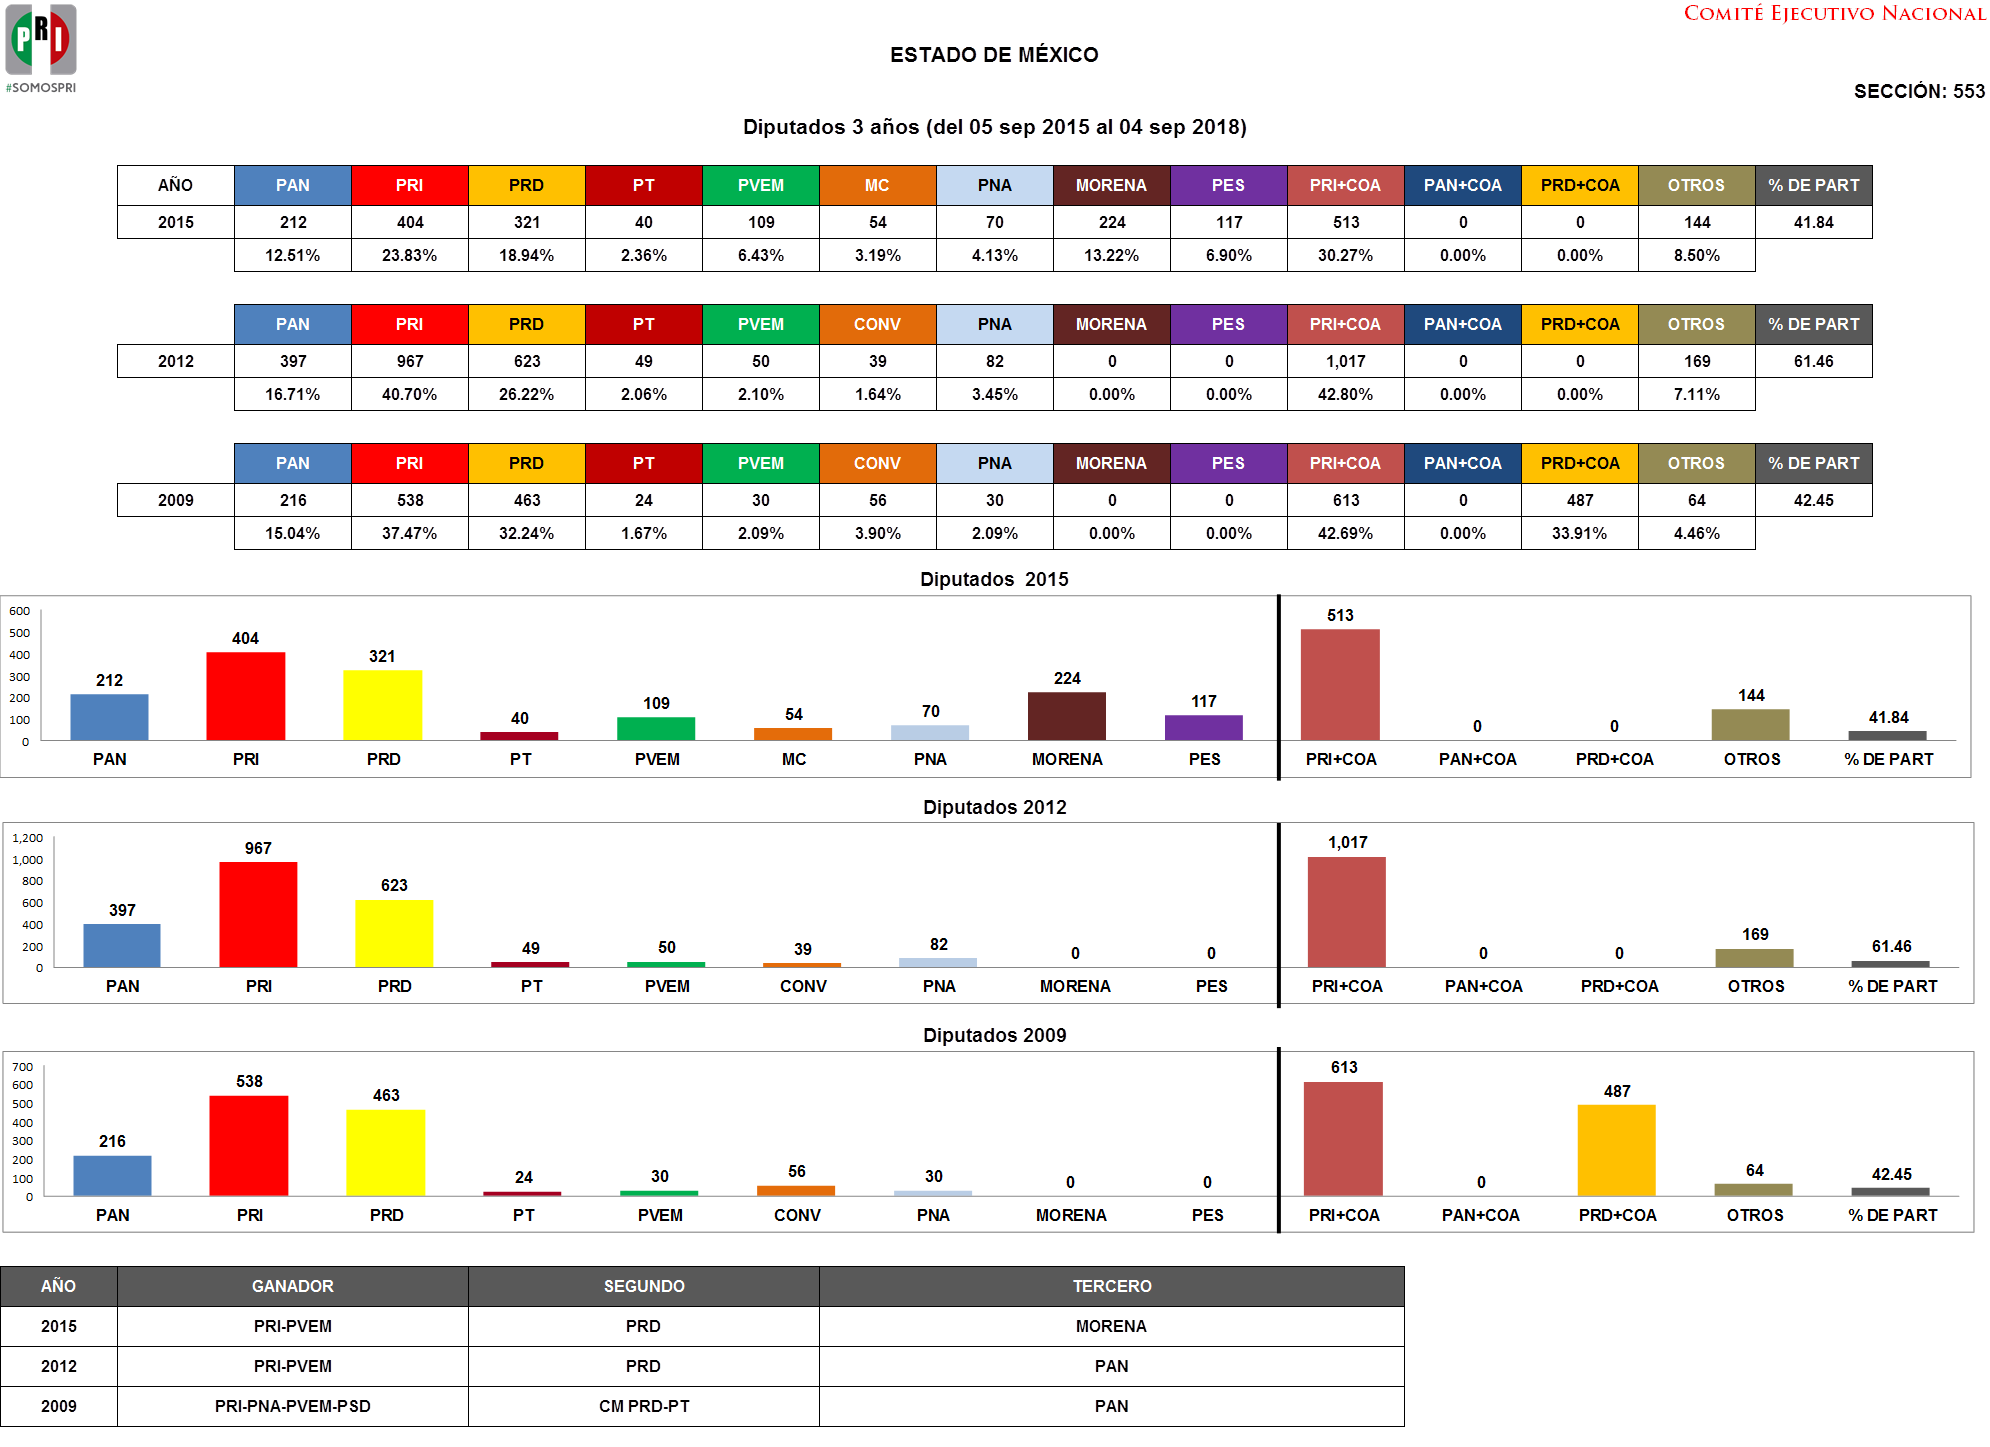 PRI
#SOMOSPRI
COMITÉ EJECUTIVO NACIONAL
ESTADO DE MÉXICO
SECCIÓN: 553
Diputados 3 años (del 05 sep 2015 al 04 sep 2018)
AÑO PAN PRI PRD PT PVEM MC PNA MORENA PES PRI+COA PAN+COA PRD+COA OTROS % DE PART
2015 212 404 321 40 109 54 70 224 117 513 0 0 144 41.84
12.51% 23.83% 18.94% 2.36% 6.43% 3.19% 4.13% 13.22% 6.90% 30.27% 0.00% 0.00% 8.50%
PAN PRI PRD PT PVEM CONV PNA MORENA PES PRI+COA PAN+COA PRD+COA OTROS % DE PART
2012 397 967 623 49 50 39 82 0 0 1,017 0 0 169 61.46
16.71% 40.70% 26.22% 2.06% 2.10% 1.64% 3.45% 0.00% 0.00% 42.80% 0.00% 0.00% 7.11%
PAN PRI PRD PT PVEM CONV PNA MORENA PES PRI+COA PAN+COA PRD+COA OTROS % DE PART
2009 216 538 463 24 30 56 30 0 0 613 0 487 64 42.45
15.04% 37.47% 32.24% 1.67% 2.09% 3.90% 2.09% 0.00% 0.00% 42.69% 0.00% 33.91% 4.46%
Diputados 2015
600
500
400
300
200
100
0
212 404 321 40 109 54 70 224 117 513 0 0 144 41.84
PAN PRI PRD PT PVEM MC PNA MORENA PES PRI+COA PAN+COA PRD+COA OTROS % DE PART
Diputados 2012
1,200
1,000
800
600
400
200
0
397 967 623 49 50 39 82 0 0 1,017 0 0 169 61.46
PAN PRI PRD PT PVEM CONV PNA MORENA PES PRI+COA PAN+COA PRD+COA OTROS % DE PART
Diputados 2009
700
600
500
400
300
200
100
0
216 538 463 24 30 56 30 0 0 613 0 487 64 42.45
PAN PRI PRD PT PVEM CONV PNA MORENA PES PRI+COA PAN+COA PRD+COA OTROS % DE PART
AÑO GANADOR SEGUNDO TERCERO
2015 PRI-PVEM PRD MORENA
2012 PRI-PVEM PRD PAN
2009 PRI-PNA-PVEM-PSD CM PRD-PT PAN